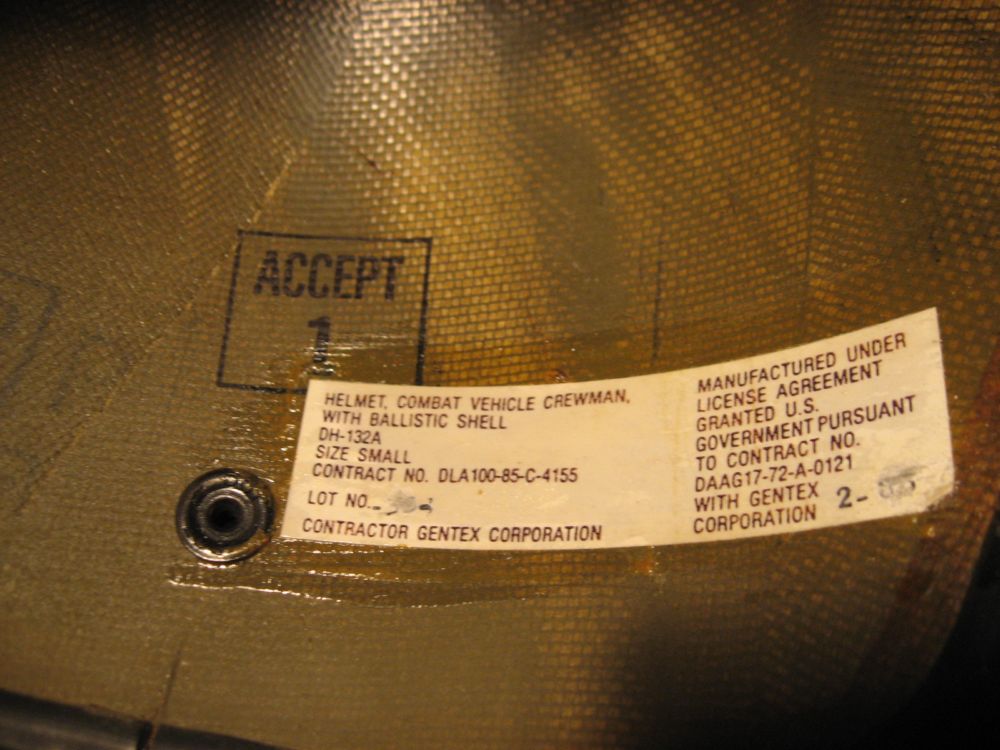 ACCEPT
1
HELMET, COMBAT VEHICLE CREWMAN,
WITH BALLISTIC SHELL
DH-132A
SIZE SMALL
CONTRACT NO. DLA100-85-C-4155
LOT NO.
CONTRACTOR GENTEX CORPORATION
MANUFACTURED UNDER
LICENSE AGREEMENT
GRANTED U.S.
GOVERNMENT PURSUANT
TO CONTRACT NO.
DAAG17-72-A-0121
WITH GENTEX
CORPORATION 2-